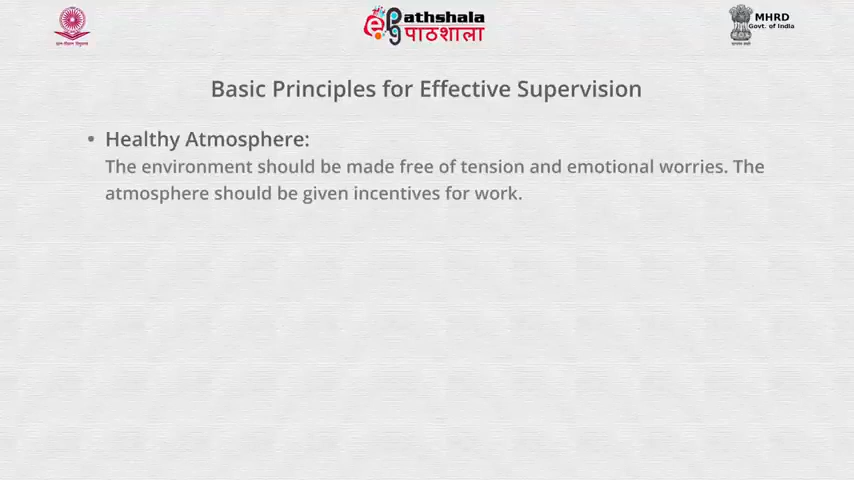 ePathshala
पाठशाला
MHRD
Govt. of India
Basic Principles for Effective Supervision
• Healthy Atmosphere:
The environment should be made free of tension and emotional worries. The
atmosphere should be given incentives for work.